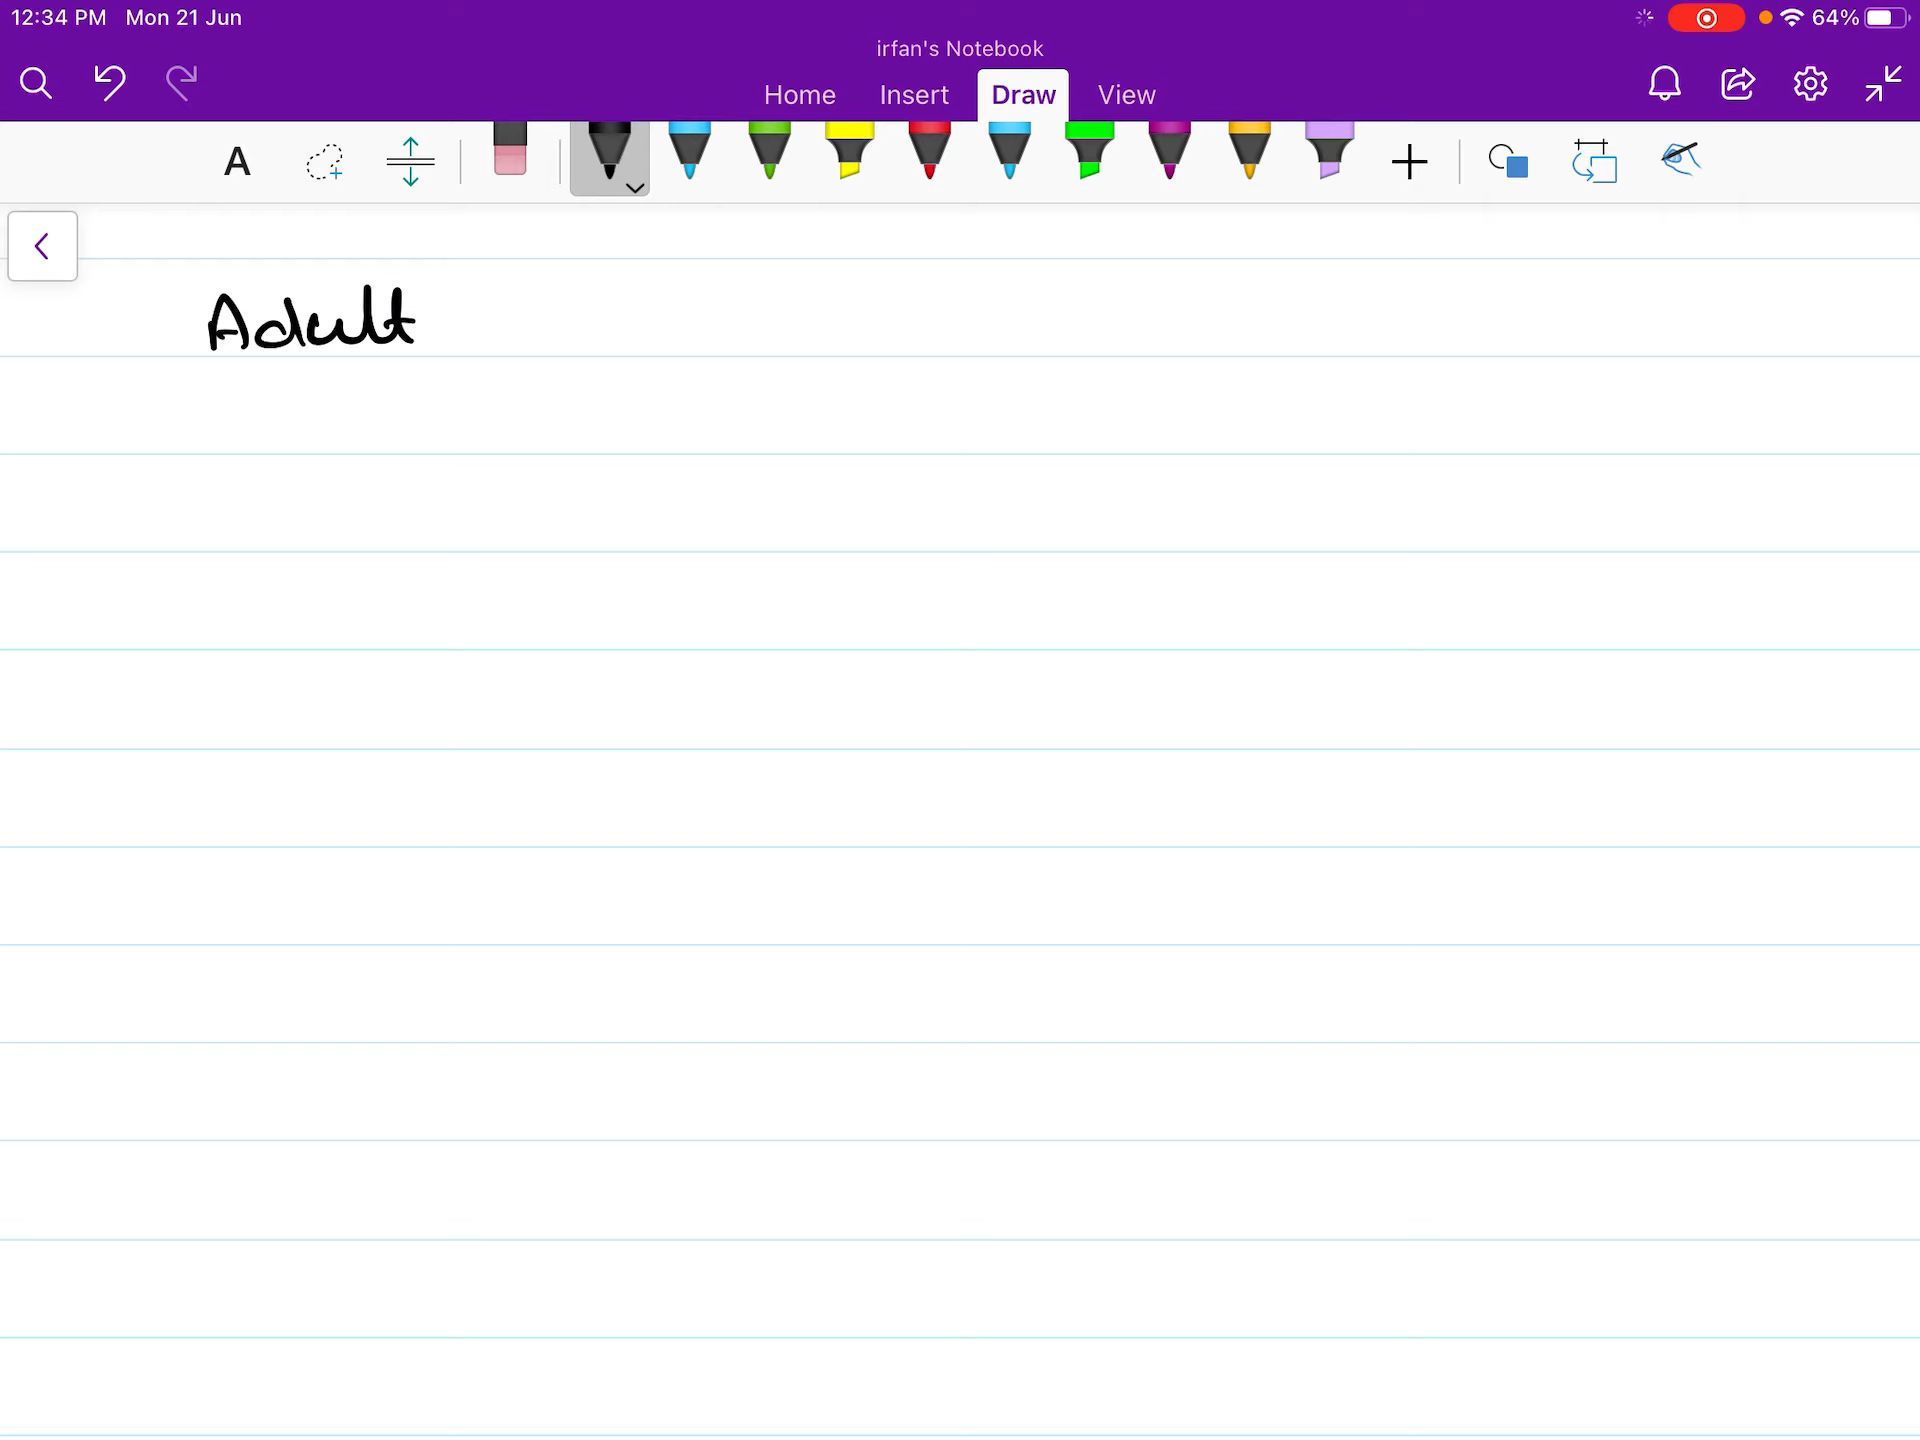 12:34 PM Mon 21 Jun 64%
irfan's Notebook
Home Insert Draw View
A
Adult